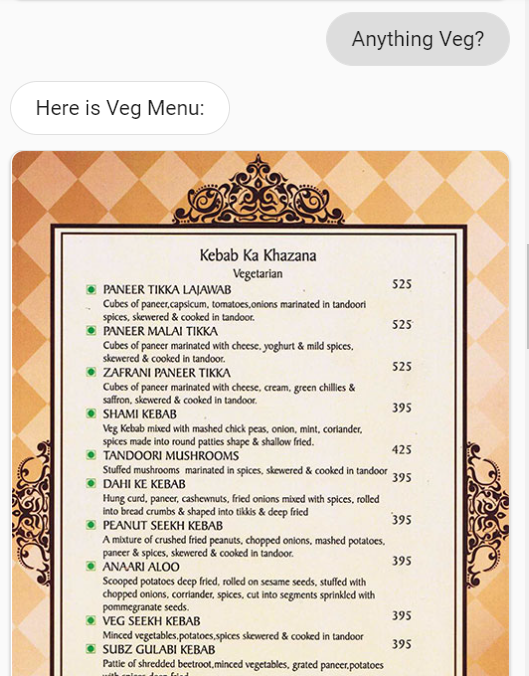 Anything Veg?
Here is Veg Menu:
Kebab Ka Khazana
Vegetarian
PANEER TIKKA LAJAWAB 525
Cubes of paneer,capsicum, tomatoes,onions marinated in tandoori
spices, skewered & cooked in tandoor.
PANEER MALAI TIKKA 525
Cubes of paneer marinated with cheese, yoghurt & mild spices,
skewered & cooked in tandoor.
ZAFRANI PANEER TIKKA 525
Cubes of paneer marinated with cheese, cream, green chillies &
saffron, skewered & cooked in tandoor.
SHAMI KEBAB 395
Veg Kebab mixed with mashed chick peas, onion, mint, coriander,
spices made into round patties shape & shallow fried.
TANDOORI MUSHROOMS 425
Stuffed mushrooms marinated in spices, skewered & cooked in tandoor
DAHI KE KEBAB 395
Hung curd, paneer, cashewnuts, fried onions mixed with spices, rolled
into bread crumbs & shaped into tikkis & deep fried
PEANUT SEEKH KEBAB 395
A mixture of crushed fried peanuts, chopped onions, mashed potatoes,
paneer & spices, skewered & cooked in tandoor.
ANAARI ALOO 395
Scooped potatoes deep fried, rolled on sesame seeds, stuffed with
chopped onions, corriander, spices, cut into segments sprinkled with
pommegranate seeds.
VEG SEEKH KEBAB 395
Minced vegetables,potatoes,spices skewered & cooked in tandoor
SUBZ GULABI KEBAB 395
Pattie of shredded beetroot,minced vegetables, grated paneer,potatoes